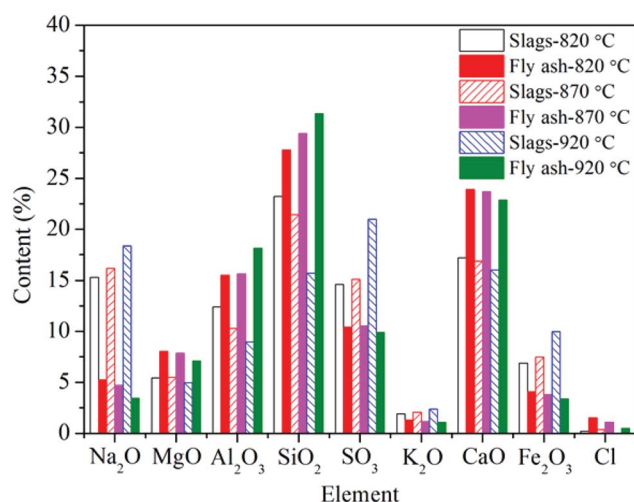 40
35
30
25
20
15
10
5
0
Content (%)
Slags-820 °C
Fly ash-820 °C
Slags-870 °C
Fly ash-870 °C
Slags-920 °C
Fly ash-920 °C
Na₂O MgO Al₂O₃ SiO₂ SO₃ K₂O CaO Fe₂O₃ Cl
Element